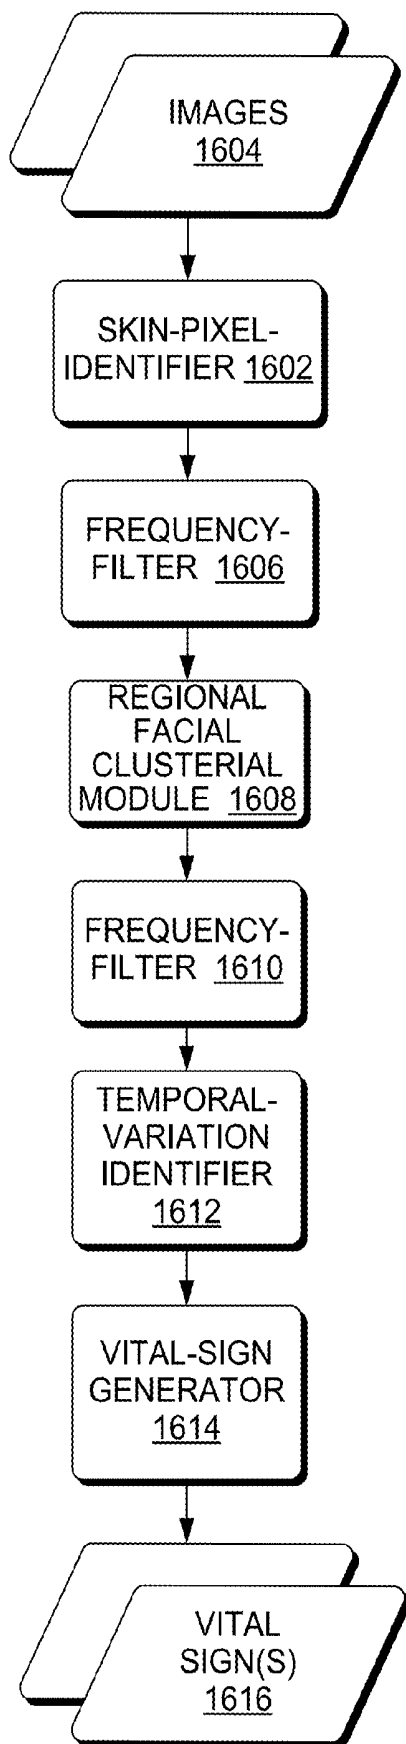 IMAGES
1604
SKIN-PIXEL-
IDENTIFIER 1602
FREQUENCY-
FILTER 1606
REGIONAL
FACIAL
CLUSTERIAL
MODULE 1608
FREQUENCY-
FILTER 1610
TEMPORAL-
VARIATION
IDENTIFIER
1612
VITAL-SIGN
GENERATOR
1614
VITAL
SIGN(S)
1616